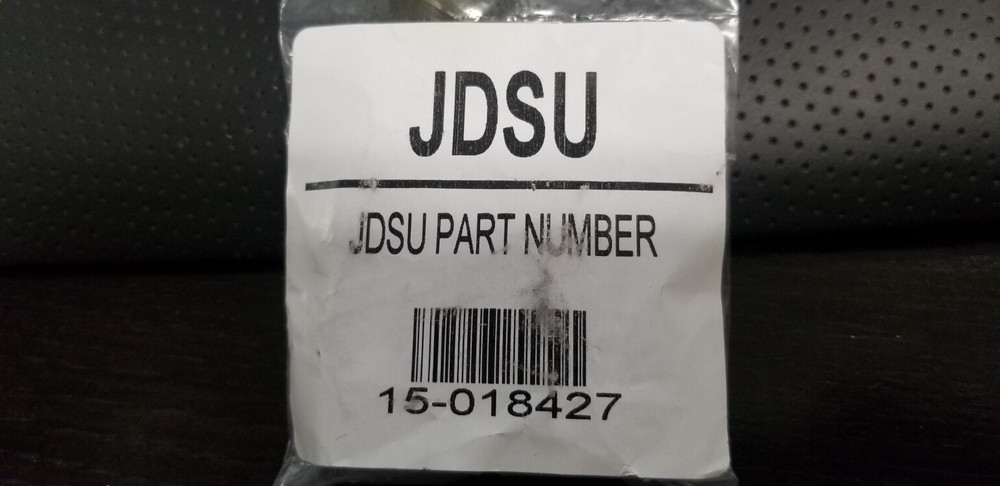 JDSU
JDSU PART NUMBER
15-018427